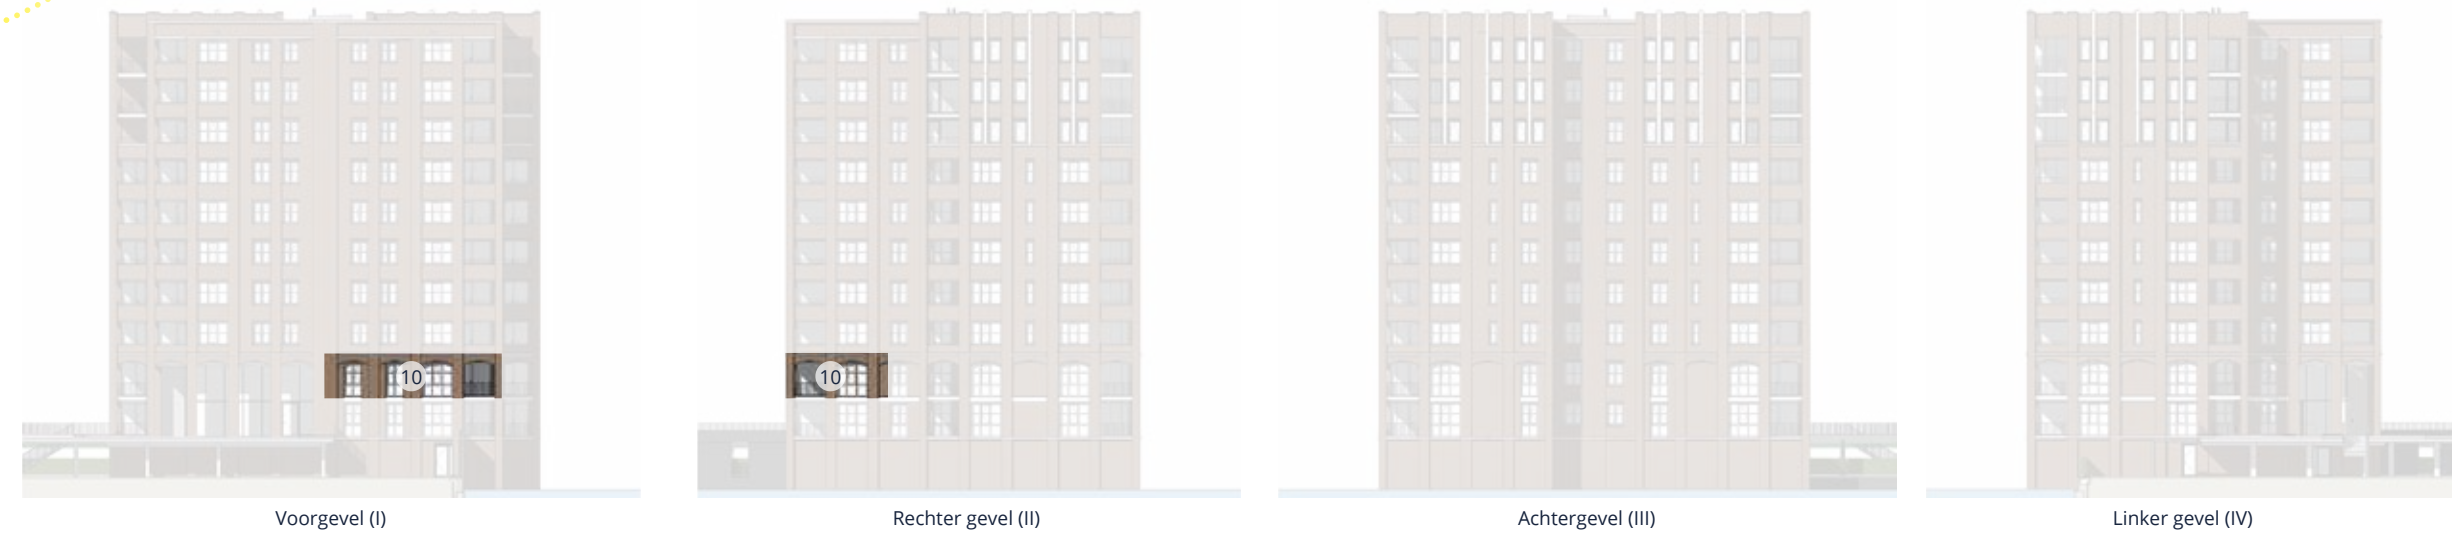 10
10
Voorgevel (I)
Rechter gevel (II)
Achtergevel (III)
Linker gevel (IV)